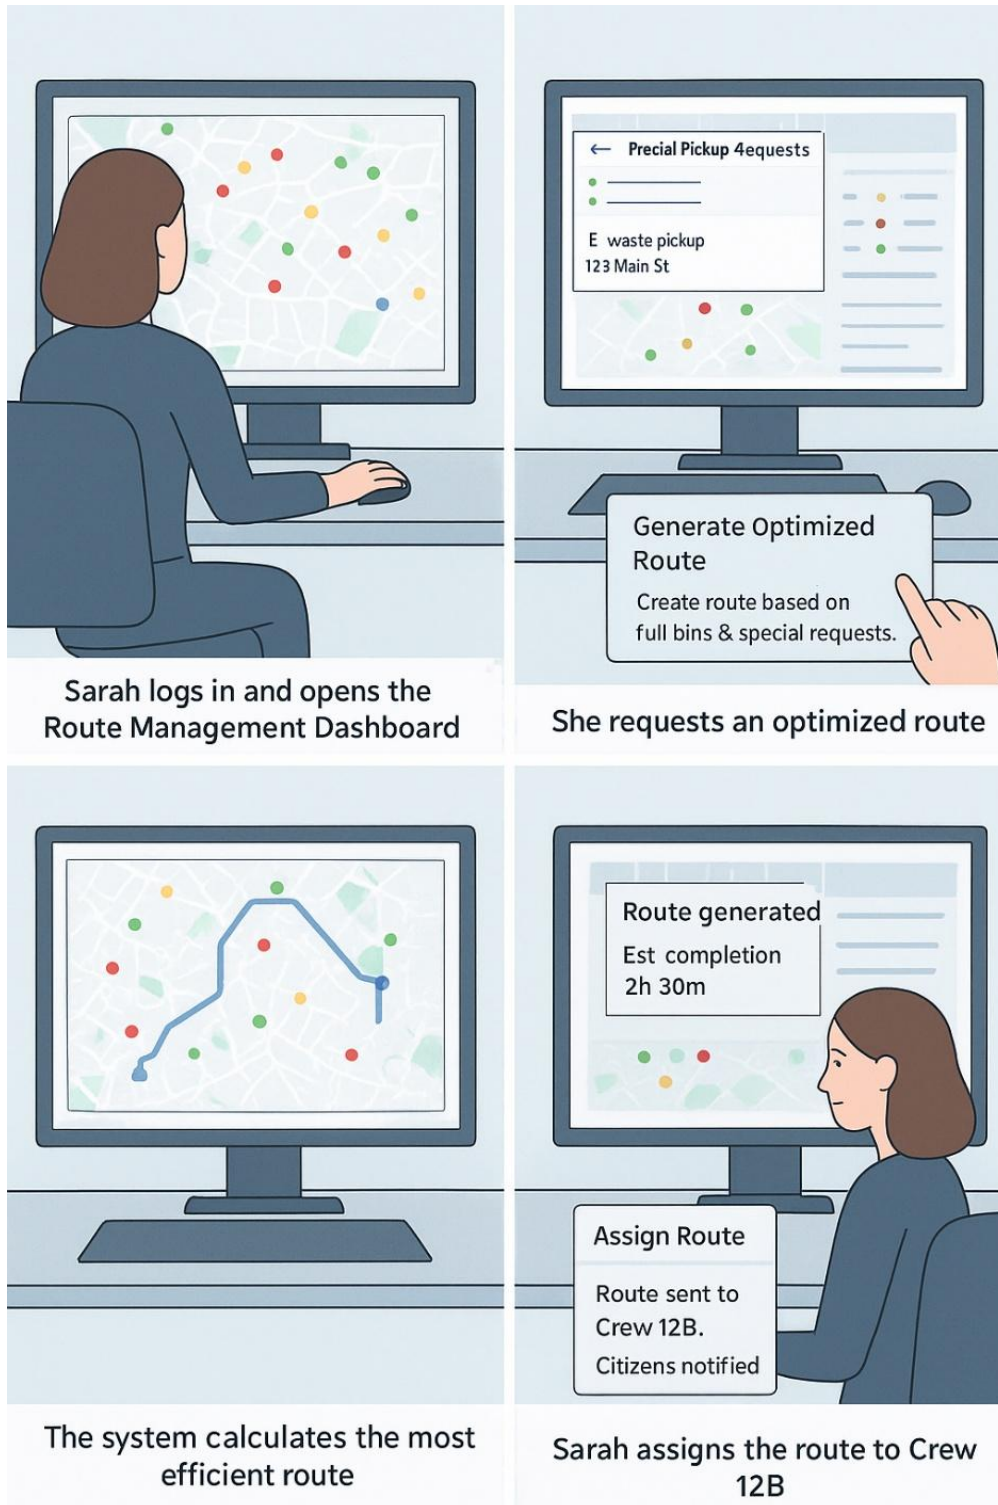 Sarah logs in and opens the
Route Management Dashboard
← Precial Pickup 4equests
E waste pickup
123 Main St
Generate Optimized
Route
Create route based on
full bins & special requests.
She requests an optimized route
The system calculates the most
efficient route
Route generated
Est completion
2h 30m
Assign Route
Route sent to
Crew 12B.
Citizens notified
Sarah assigns the route to Crew
12B